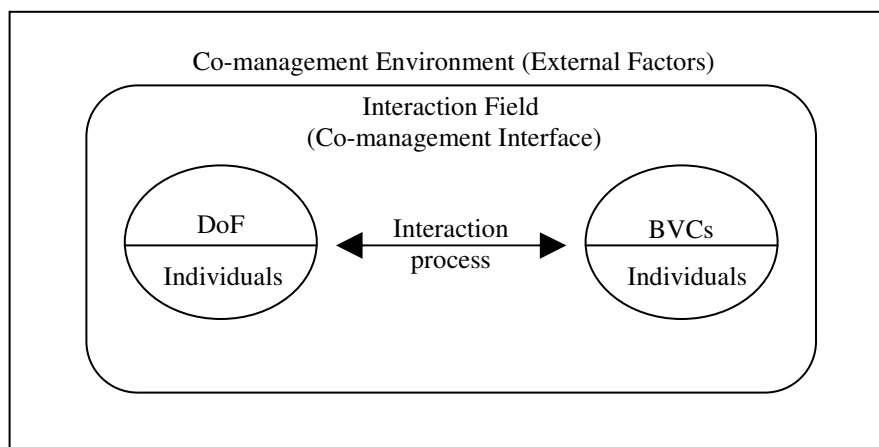 Co-management Environment (External Factors)
Interaction Field
(Co-management Interface)
DoF
Individuals
Interaction
process
BVCs
Individuals